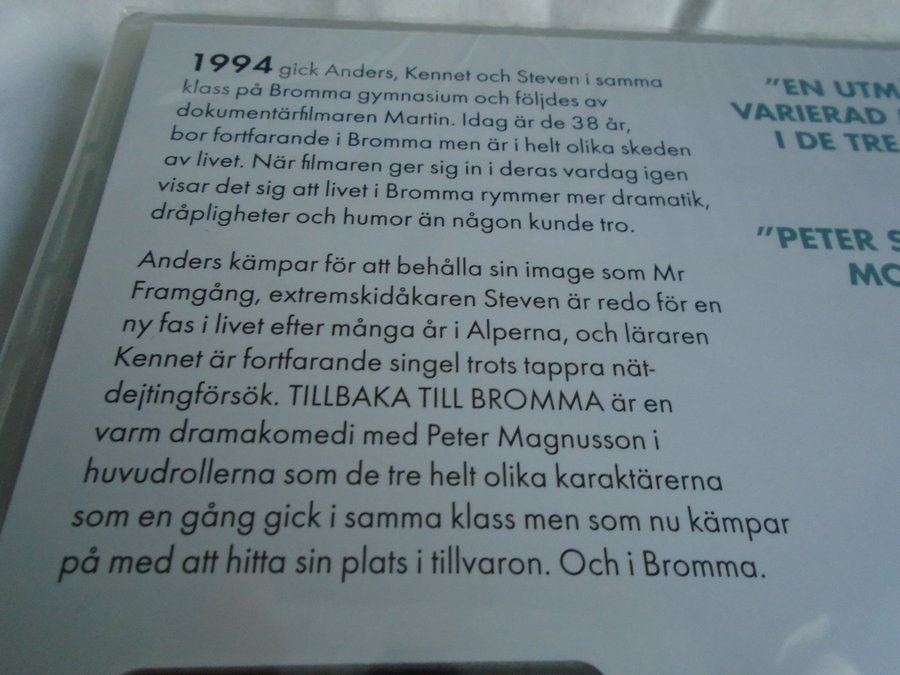 1994 gick Anders, Kennet och Steven i samma
klass på Bromma gymnasium och följdes av
dokumentärfilmaren Martin. Idag är de 38 år,
bor fortfarande i Bromma men är i helt olika skeden
av livet. När filmaren ger sig in i deras vardag igen
visar det sig att livet i Bromma rymmer mer dramatik,
dråpligheter och humor än någon kunde tro.
Anders kämpar för att behålla sin image som Mr
Framgång, extremskidåkaren Steven är redo för en
ny fas i livet efter många år i Alperna, och läraren
Kennet är fortfarande singel trots tappra nät-
dejtingförsök. TILLBAKA TILL BROMMA är en
varm dramakomedi med Peter Magnusson i
huvudrollerna som de tre helt olika karaktärerna
som en gång gick i samma klass men som nu kämpar
på med att hitta sin plats i tillvaron. Och i Bromma.
"EN
VARIERAD
I DE
"PETER